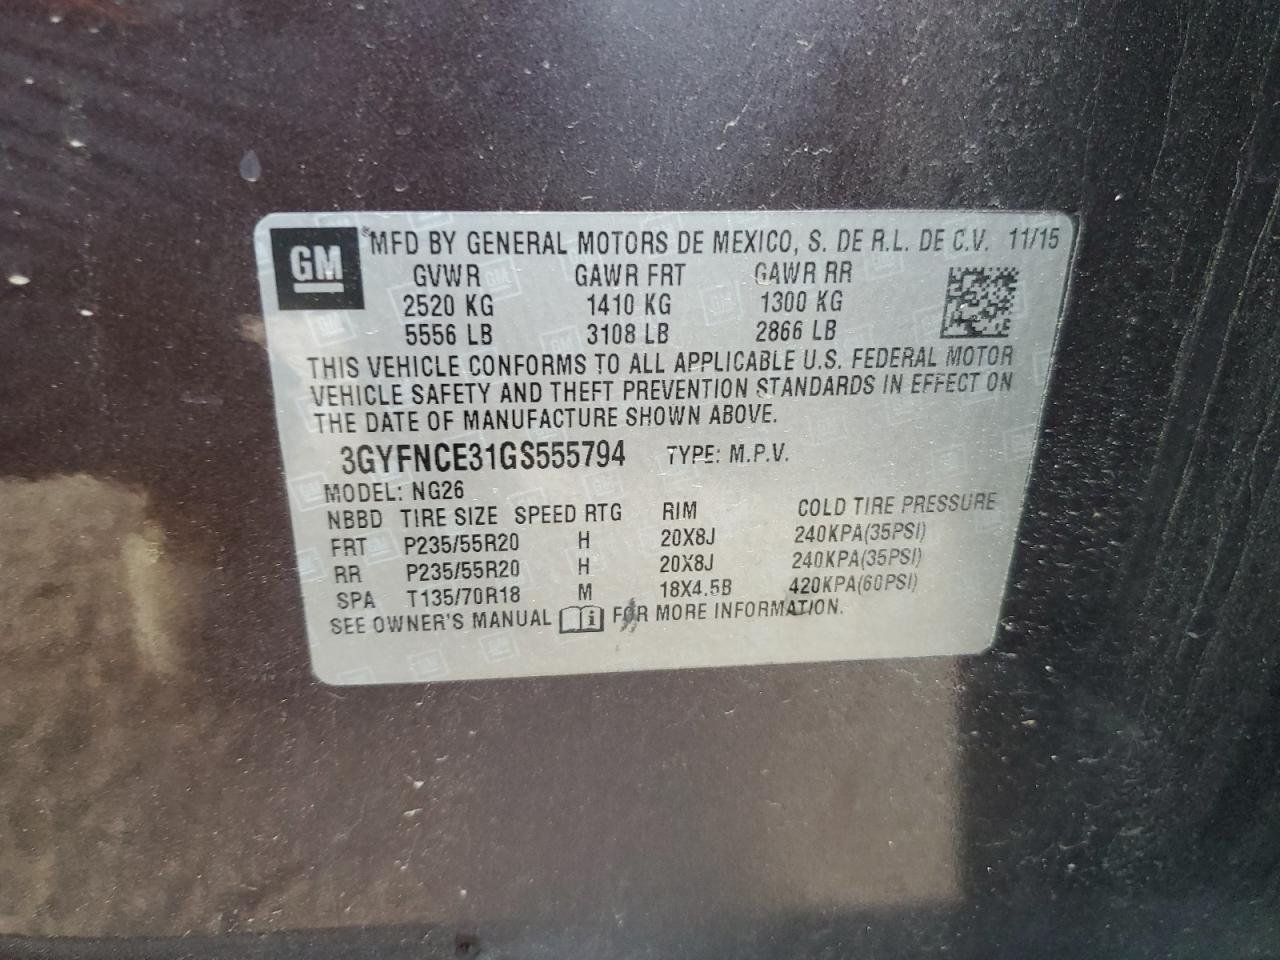 GM
®MFD BY GENERAL MOTORS DE MEXICO, S. DE R.L. DE C.V. 11/15
GVWR GAWR FRT GAWR RR
2520 KG 1410 KG 1300 KG
5556 LB 3108 LB 2866 LB
THIS VEHICLE CONFORMS TO ALL APPLICABLE U.S. FEDERAL MOTOR
VEHICLE SAFETY AND THEFT PREVENTION STANDARDS IN EFFECT ON
THE DATE OF MANUFACTURE SHOWN ABOVE.
3GYFNCE31GS555794 TYPE: M.P.V.
MODEL: NG26
NBBD TIRE SIZE SPEED RTG RIM COLD TIRE PRESSURE
FRT P235/55R20 H 20X8J 240KPA(35PSI)
RR P235/55R20 H 20X8J 240KPA(35PSI)
SPA T135/70R18 M 18X4.5B 420KPA(60PSI)
SEE OWNER'S MANUAL i FOR MORE INFORMATION.